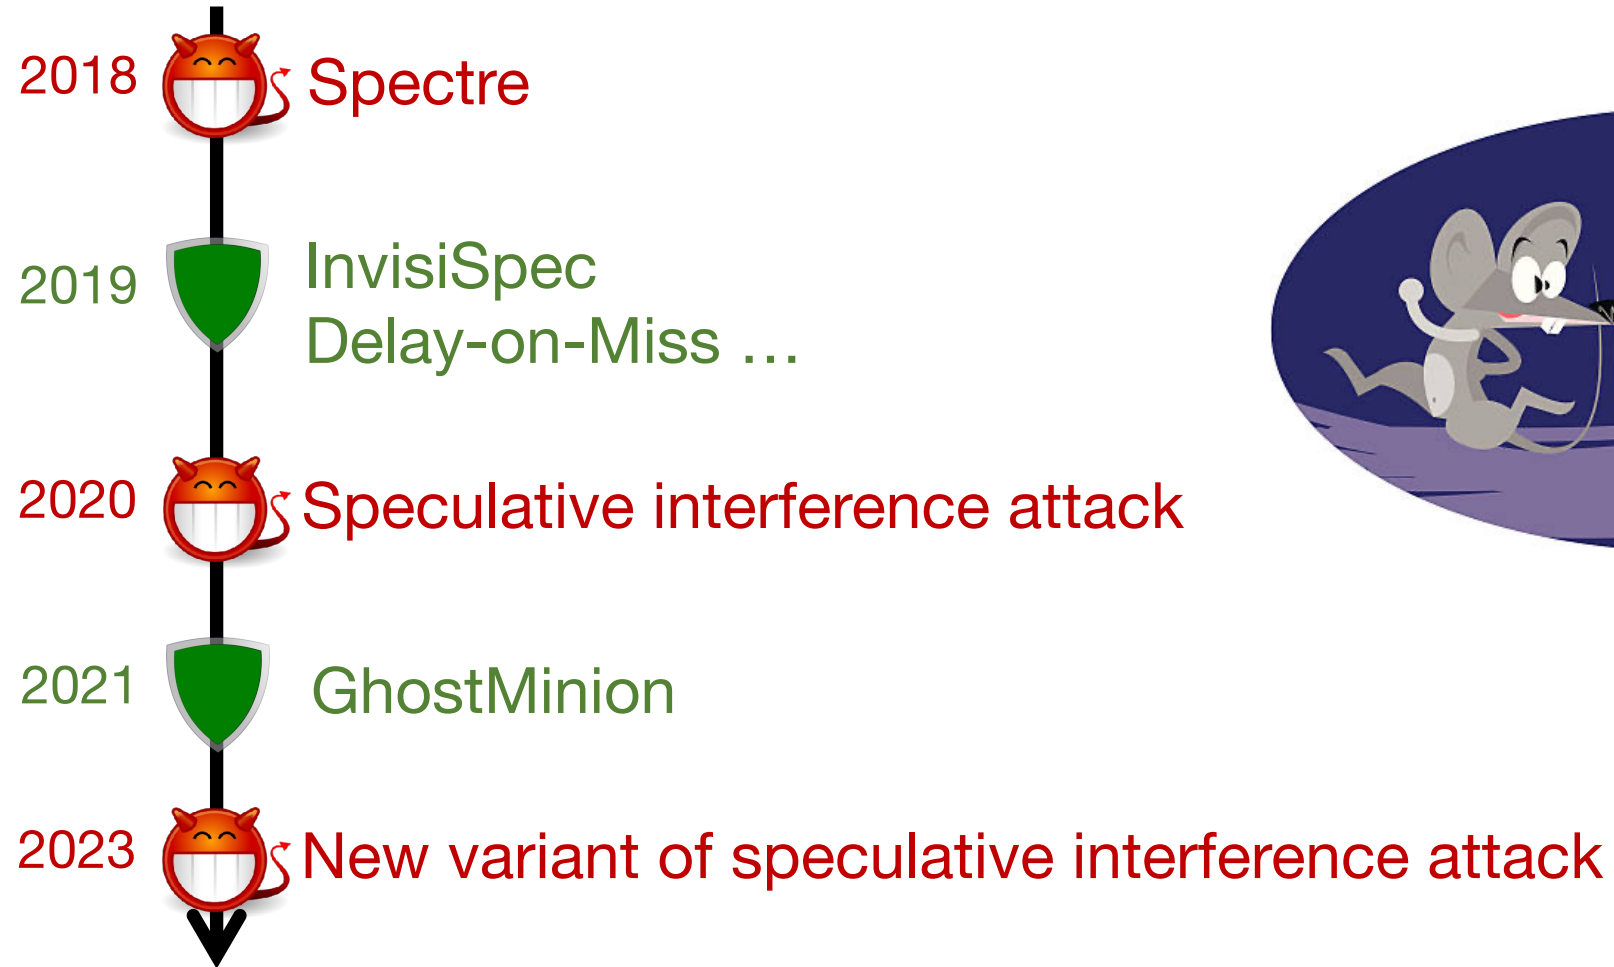 2018 Spectre
2019 InvisiSpec
Delay-on-Miss …
2020 Speculative interference attack
2021 GhostMinion
2023 New variant of speculative interference attack